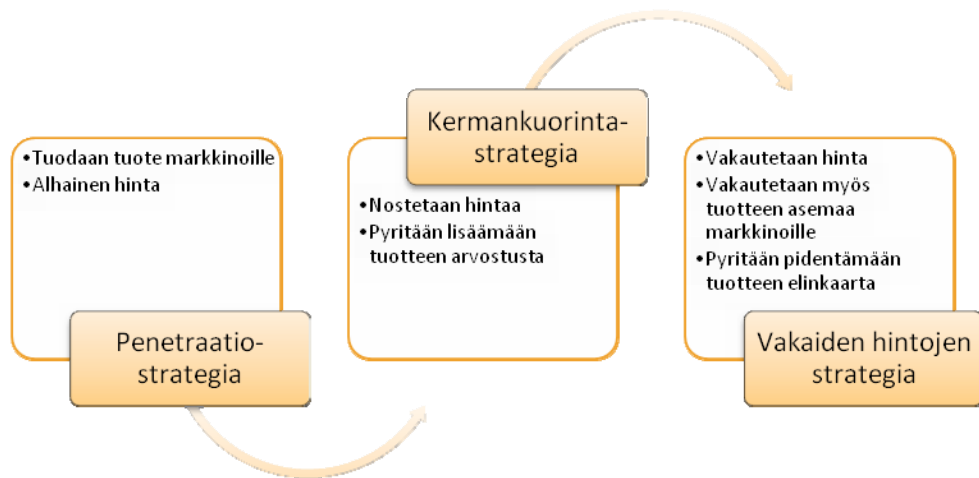 • Tuodaan tuote markkinoille
• Alhainen hinta
Penetraatio-
strategia
Kermankuorinta-
strategia
• Nostetaan hintaa
• Pyritään lisäämään
tuotteen arvostusta
• Vakautetaan hinta
• Vakautetaan myös
tuotteen asemaa
markkinoille
• Pyritään pidentämään
tuotteen elinkaarta
Vakaiden hintojen
strategia